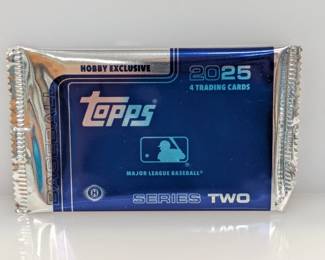 HOBBY EXCLUSIVE
2025
4 TRADING CARDS
Topps
MAJOR LEAGUE BASEBALL®
H
SERIES TWO